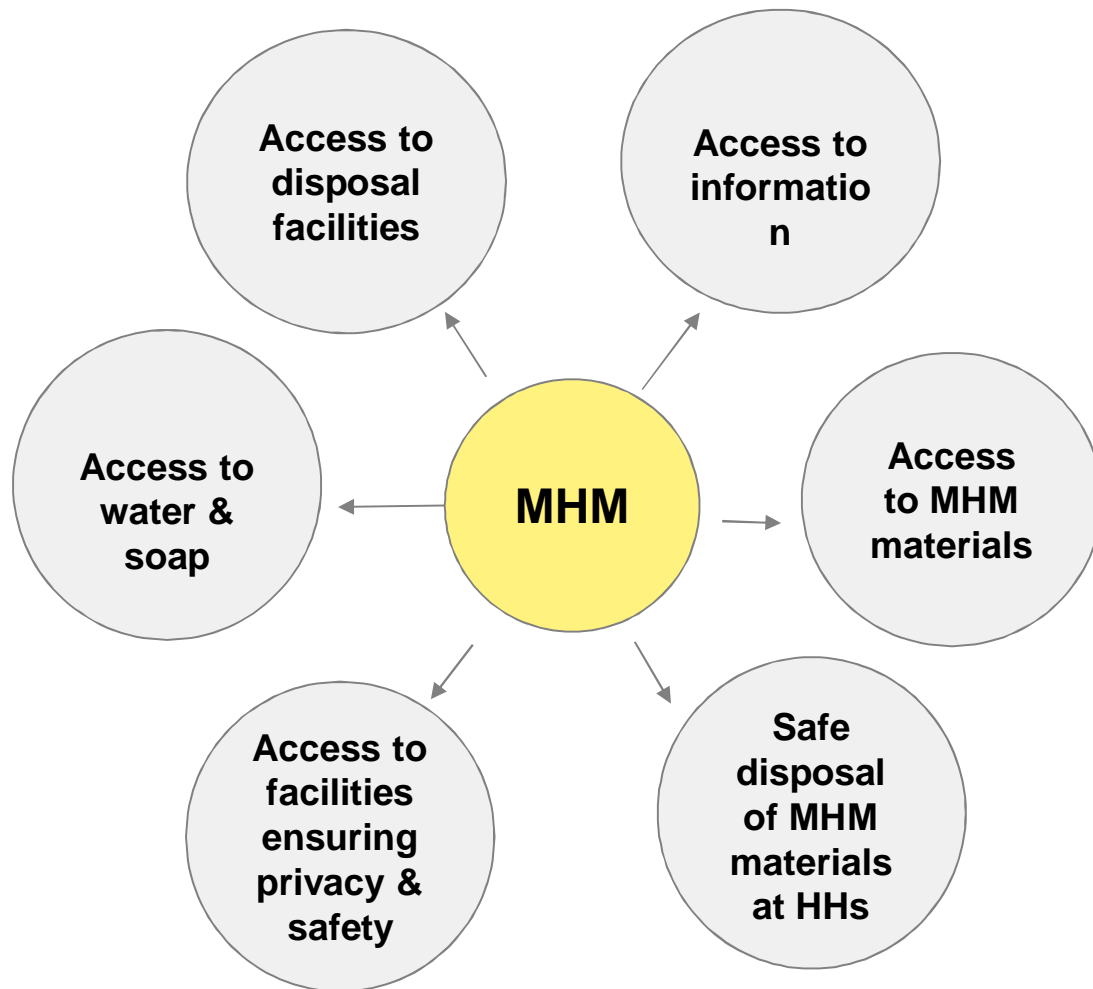 Access to
disposal
facilities
Access to
informatio
n
Access to
water &
soap
MHM
Access
to MHM
materials
Access to
facilities
ensuring
privacy &
safety
Safe
disposal
of MHM
materials
at HHs